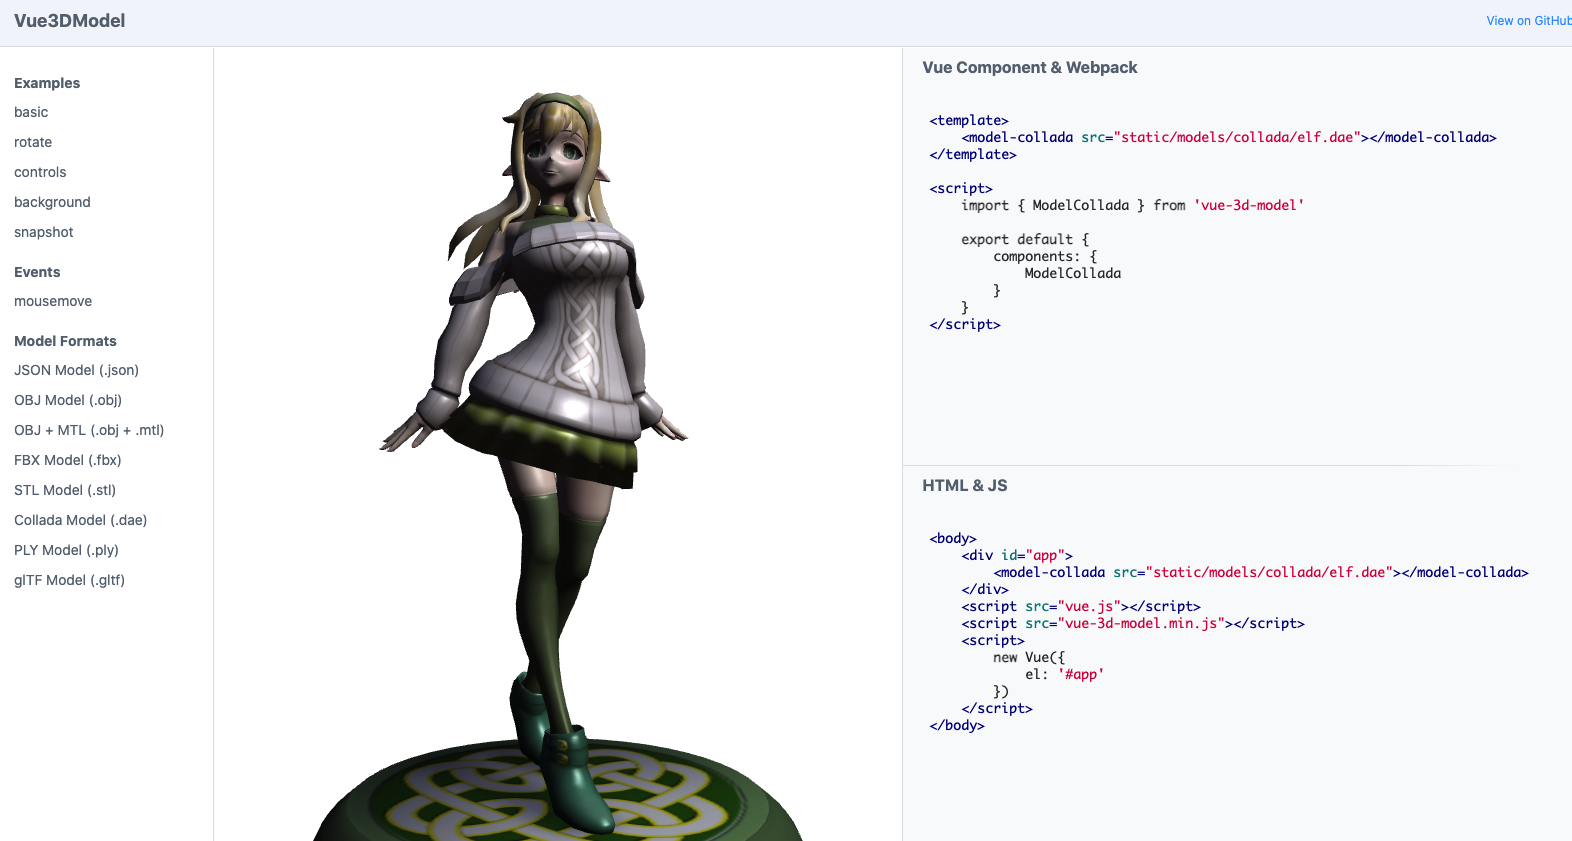 Vue3DModel
View on GitHub
Examples
basic
rotate
controls
background
snapshot
Events
mousemove
Model Formats
JSON Model (.json)
OBJ Model (.obj)
OBJ + MTL (.obj + .mtl)
FBX Model (.fbx)
STL Model (.stl)
Collada Model (.dae)
PLY Model (.ply)
glTF Model (.gltf)
Vue Component & Webpack
<template>
    <model-collada src="static/models/collada/elf.dae"></model-collada>
</template>
<script>
    import { ModelCollada } from 'vue-3d-model'
    export default {
        components: {
            ModelCollada
        }
    }
</script>
HTML & JS
<body>
    <div id="app">
        <model-collada src="static/models/collada/elf.dae"></model-collada>
    </div>
    <script src="vue.js"></script>
    <script src="vue-3d-model.min.js"></script>
    <script>
        new Vue({
            el: '#app'
        })
    </script>
</body>